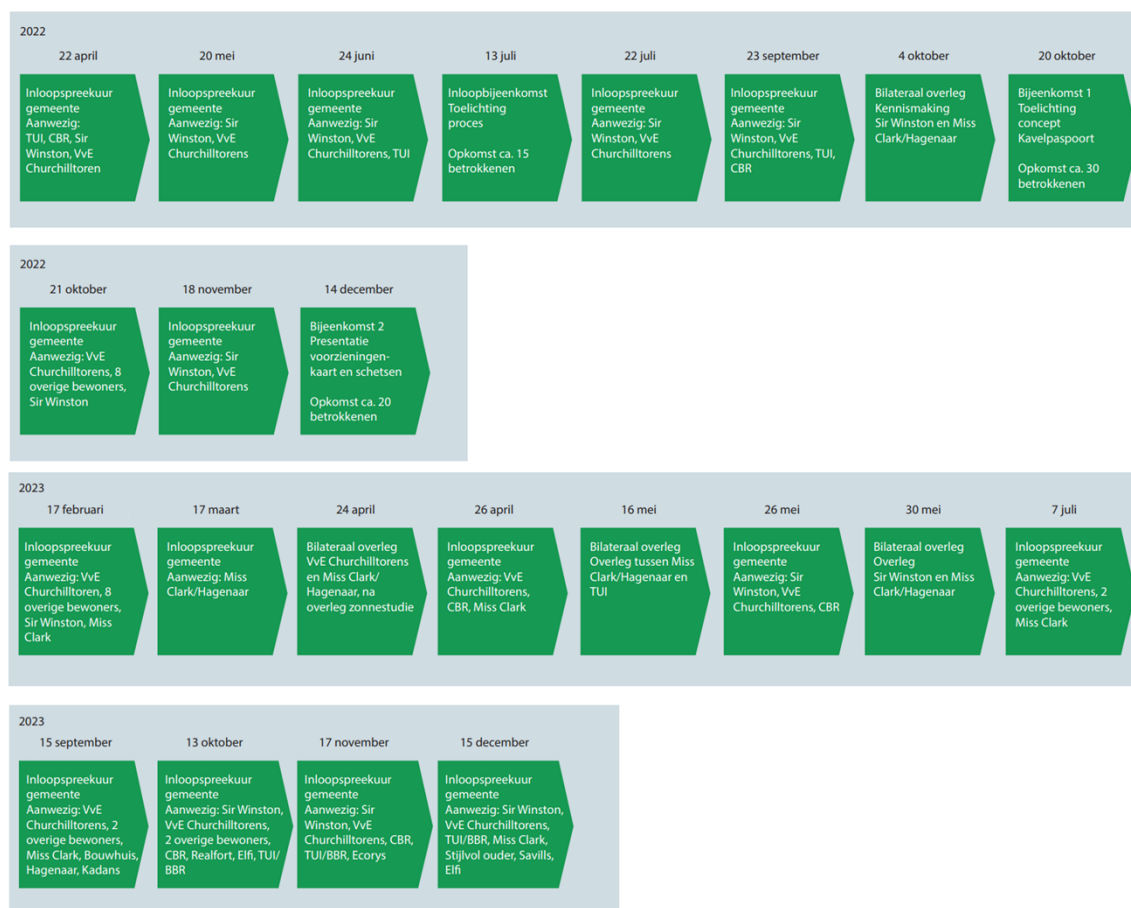 2022
22 april
Inloopspreekuur
gemeente
Aanwezig:
TUI, CBR, Sir
Winston, VvE
Churchilltoren
20 mei
Inloopspreekuur
gemeente
Aanwezig: Sir
Winston, VvE
Churchilltorens
24 juni
Inloopspreekuur
gemeente
Aanwezig: Sir
Winston, VvE
Churchilltorens, TUI
13 juli
Inloopbijeenkomst
Toelichting
proces
Opkomst ca. 15
betrokkenen
22 juli
Inloopspreekuur
gemeente
Aanwezig: Sir
Winston, VvE
Churchilltorens
23 september
Inloopspreekuur
gemeente
Aanwezig: Sir
Winston, VvE
Churchilltorens, TUI,
CBR
4 oktober
Bilateraal overleg
Kennismaking
Sir Winston en Miss
Clark/Hagenaar
20 oktober
Bijeenkomst 1
Toelichting
concept
Kavelpaspoort
Opkomst ca. 30
betrokkenen
2022
21 oktober
Inloopspreekuur
gemeente
Aanwezig: VvE
Churchilltorens, 8
overige bewoners,
Sir Winston
18 november
Inloopspreekuur
gemeente
Aanwezig: Sir
Winston, VvE
Churchilltorens
14 december
Bijeenkomst 2
Presentatie
voorzieningen-
kaart en schetsen
Opkomst ca. 20
betrokkenen
2023
17 februari
Inloopspreekuur
gemeente
Aanwezig: VvE
Churchilltoren, 8
overige bewoners,
Sir Winston, Miss
Clark
17 maart
Inloopspreekuur
gemeente
Aanwezig: Miss
Clark/Hagenaar
24 april
Bilateraal overleg
VvE Churchilltorens
en Miss Clark/
Hagenaar, na
overleg zonnestudie
26 april
Inloopspreekuur
gemeente
Aanwezig: VvE
Churchilltorens,
CBR, Miss Clark
16 mei
Bilateraal overleg
Overleg tussen Miss
Clark/Hagenaar en
TUI
26 mei
Inloopspreekuur
gemeente
Aanwezig: Sir
Winston, VvE
Churchilltorens, CBR
30 mei
Bilateraal overleg
Overleg
Sir Winston en Miss
Clark/Hagenaar
7 juli
Inloopspreekuur
gemeente
Aanwezig: VvE
Churchilltorens, 2
overige bewoners,
Miss Clark
2023
15 september
Inloopspreekuur
gemeente
Aanwezig: VvE
Churchilltorens, 2
overige bewoners,
Miss Clark, Bouwhuis,
Hagenaar, Kadans
13 oktober
Inloopspreekuur
gemeente
Aanwezig: Sir Winston,
VvE Churchilltorens,
2 overige bewoners,
CBR, Realfort, Elfi, TUI/
BBR
17 november
Inloopspreekuur
gemeente
Aanwezig: Sir
Winston, VvE
Churchilltorens, CBR,
TUI/BBR, Ecorys
15 december
Inloopspreekuur
gemeente
Aanwezig: Sir Winston,
VvE Churchilltorens,
TUI/BBR, Miss Clark,
Stijlvol ouder, Savills,
Elfi